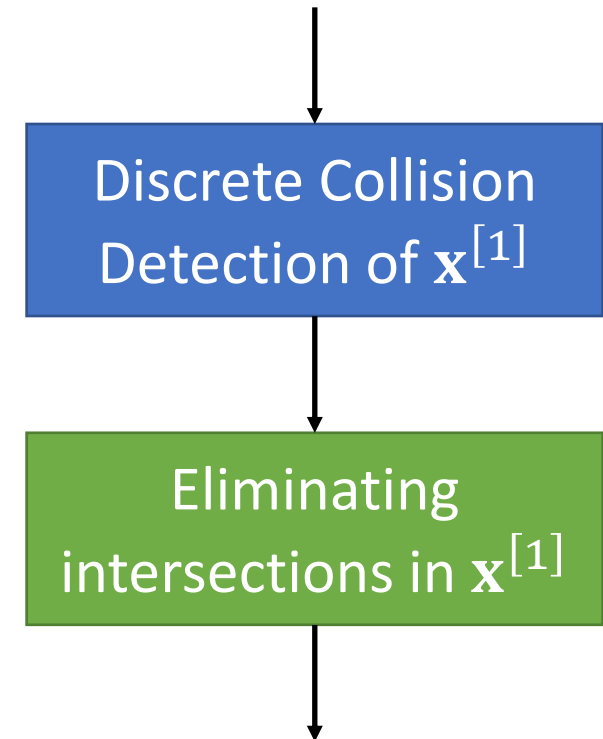 Discrete Collision
Detection of 𝐱^[1]
Eliminating
intersections in 𝐱^[1]